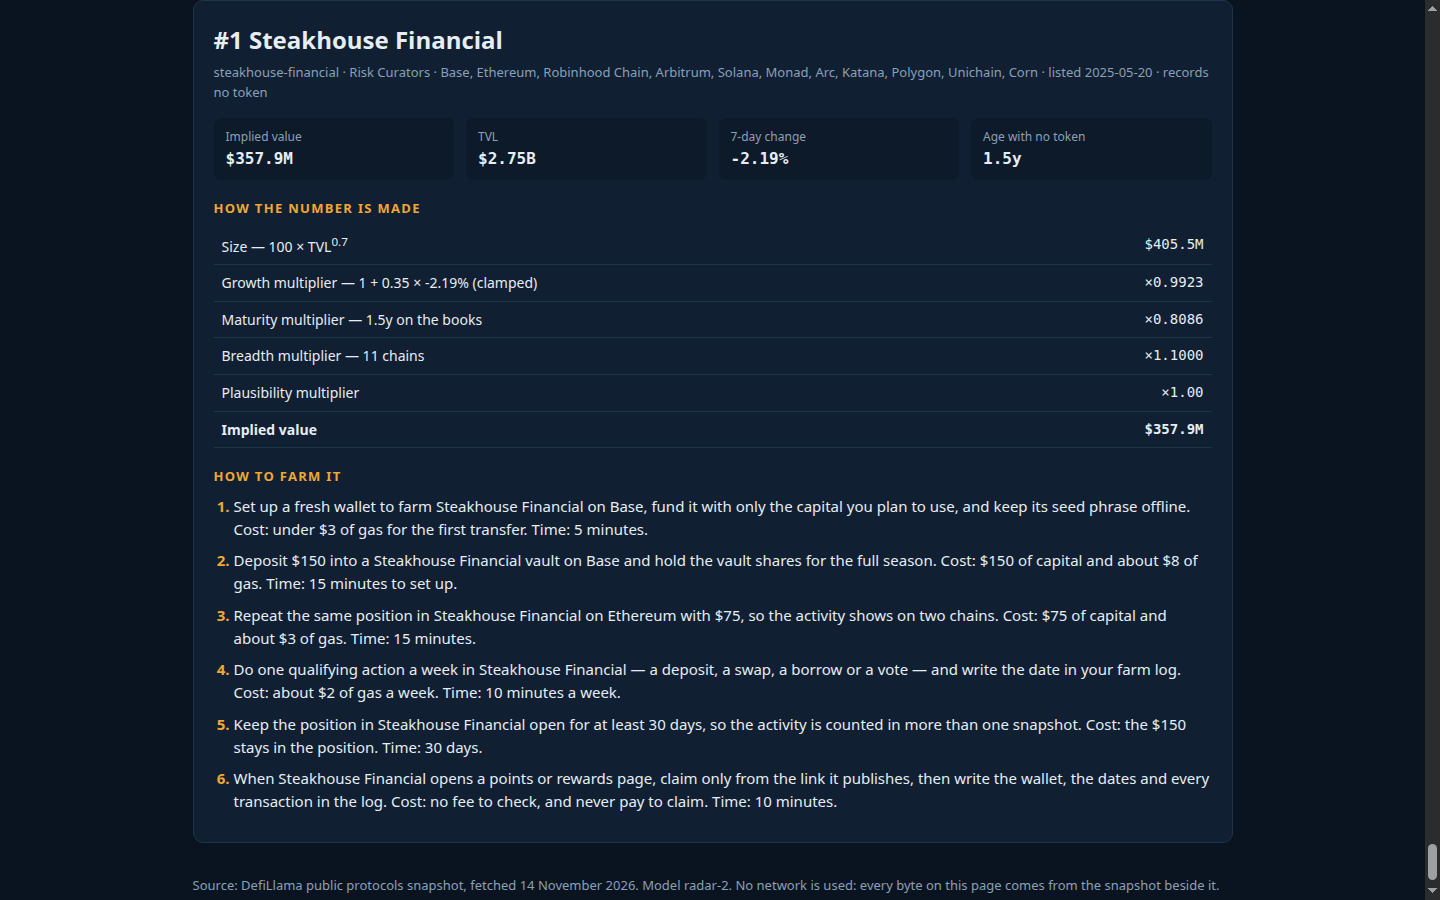 #1 Steakhouse Financial
steakhouse-financial · Risk Curators · Base, Ethereum, Robinhood Chain, Arbitrum, Solana, Monad, Arc, Katana, Polygon, Unichain, Corn · listed 2025-05-20 · records
no token
Implied value
$357.9M
TVL
$2.75B
7-day change
-2.19%
Age with no token
1.5y
HOW THE NUMBER IS MADE
Size — 100 × TVL^0.7 $405.5M
Growth multiplier — 1 + 0.35 × -2.19% (clamped) ×0.9923
Maturity multiplier — 1.5y on the books ×0.8086
Breadth multiplier — 11 chains ×1.1000
Plausibility multiplier ×1.00
Implied value $357.9M
HOW TO FARM IT
1. Set up a fresh wallet to farm Steakhouse Financial on Base, fund it with only the capital you plan to use, and keep its seed phrase offline.
Cost: under $3 of gas for the first transfer. Time: 5 minutes.
2. Deposit $150 into a Steakhouse Financial vault on Base and hold the vault shares for the full season. Cost: $150 of capital and about $8 of
gas. Time: 15 minutes to set up.
3. Repeat the same position in Steakhouse Financial on Ethereum with $75, so the activity shows on two chains. Cost: $75 of capital and
about $3 of gas. Time: 15 minutes.
4. Do one qualifying action a week in Steakhouse Financial — a deposit, a swap, a borrow or a vote — and write the date in your farm log.
Cost: about $2 of gas a week. Time: 10 minutes a week.
5. Keep the position in Steakhouse Financial open for at least 30 days, so the activity is counted in more than one snapshot. Cost: the $150
stays in the position. Time: 30 days.
6. When Steakhouse Financial opens a points or rewards page, claim only from the link it publishes, then write the wallet, the dates and every
transaction in the log. Cost: no fee to check, and never pay to claim. Time: 10 minutes.
Source: DefiLlama public protocols snapshot, fetched 14 November 2026. Model radar-2. No network is used: every byte on this page comes from the snapshot beside it.